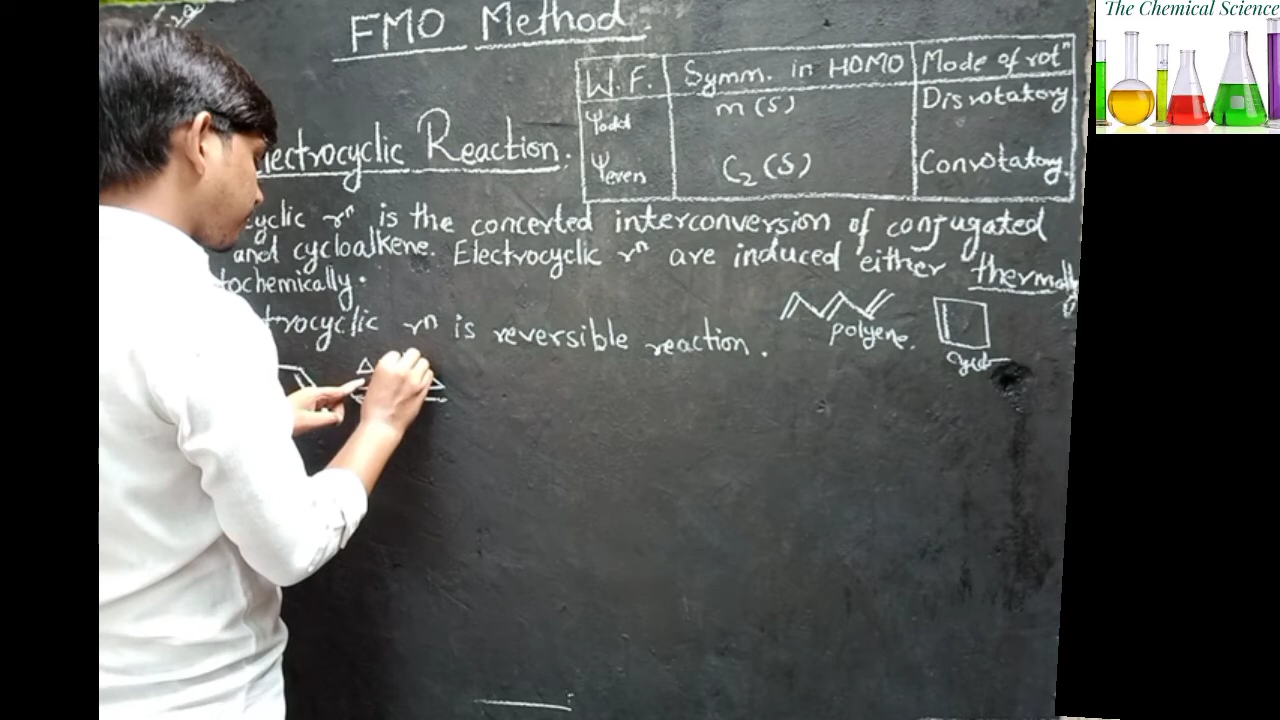 The Chemical Science
FMO Method.
W.F. Symm. in HOMO Mode of rotⁿ
Ψodd m(s) Disrotatory
Ψeven C₂(S) Conrotatory.
lectrocyclic Reaction.
cyclic rⁿ is the concerted interconversion of conjugated
and cycloalkene. Electrocyclic rⁿ are induced either thermally
tochemically.
trocyclic rⁿ is reversible reaction.
polyene.
△